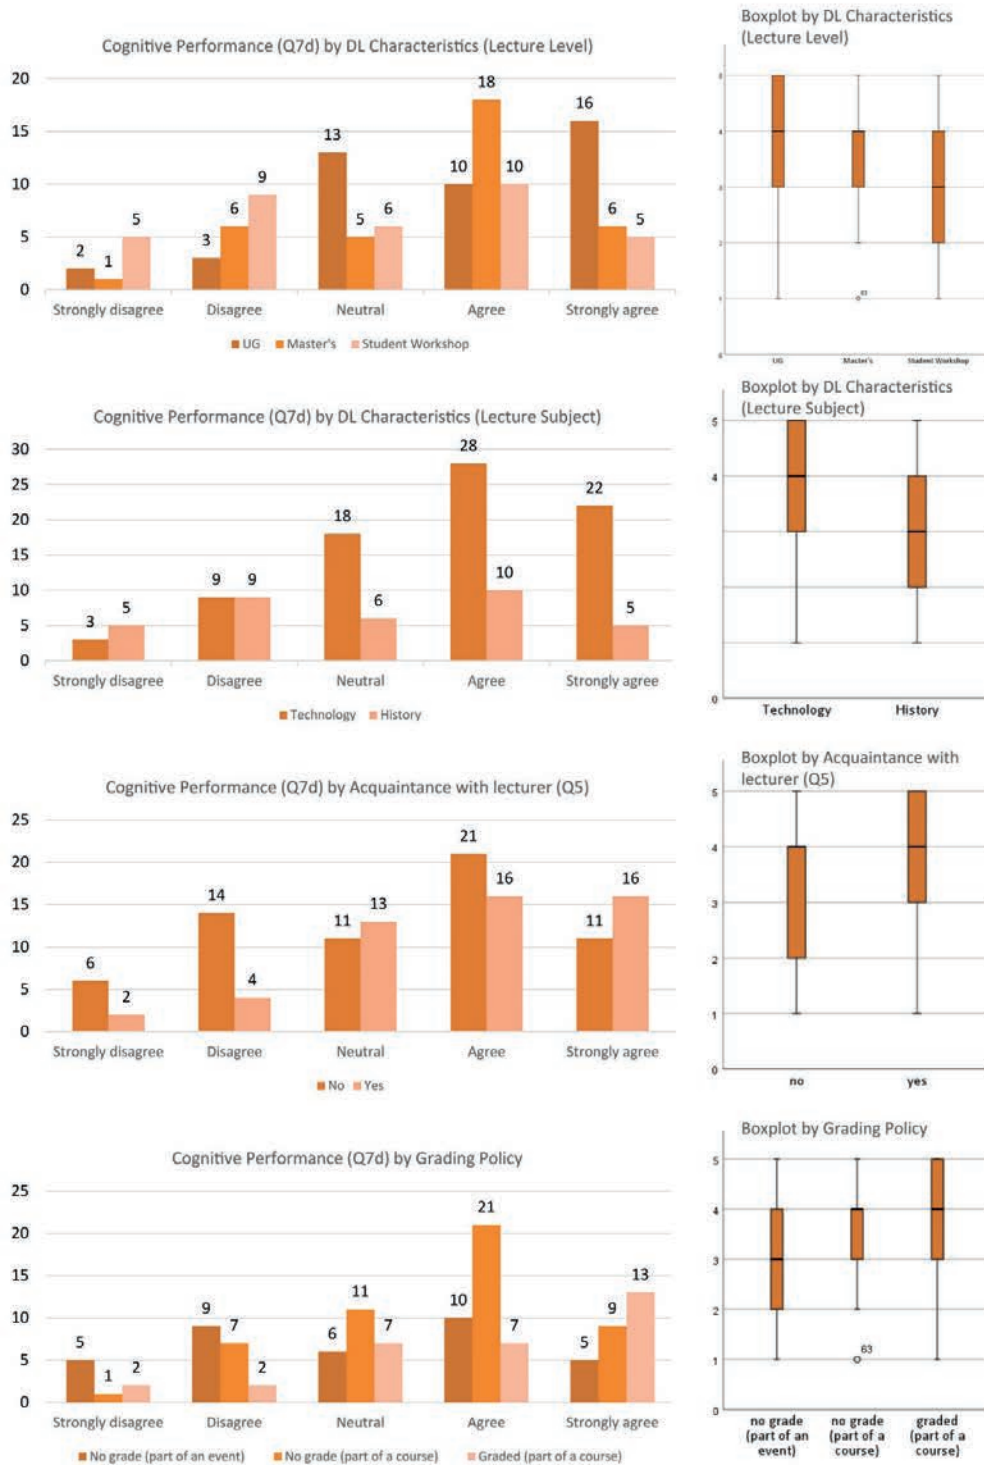 Cognitive Performance (Q7d) by DL Characteristics (Lecture Level)
20
15
10
5
0
2 1 5
3 6 9
13 5 6
10 18 10
16 6 5
Strongly disagree Disagree Neutral Agree Strongly agree
UG Master's Student Workshop
Boxplot by DL Characteristics
(Lecture Level)
5
4
3
2
1
0
UG Master's Student Workshop
Cognitive Performance (Q7d) by DL Characteristics (Lecture Subject)
30
25
20
15
10
5
0
3 5
9 9
18 6
28 10
22 5
Strongly disagree Disagree Neutral Agree Strongly agree
Technology History
Boxplot by DL Characteristics
(Lecture Subject)
5
4
0
Technology History
Cognitive Performance (Q7d) by Acquaintance with lecturer (Q5)
25
20
15
10
5
0
6 2
14 4
11 13
21 16
11 16
Strongly disagree Disagree Neutral Agree Strongly agree
No Yes
Boxplot by Acquaintance with
lecturer (Q5)
5
4
3
2
1
0
no yes
Cognitive Performance (Q7d) by Grading Policy
25
20
15
10
5
0
5 1 2
9 7 2
6 11 7
10 21 7
5 9 13
Strongly disagree Disagree Neutral Agree Strongly agree
No grade (part of an event) No grade (part of a course) Graded (part of a course)
Boxplot by Grading Policy
5
4
3
2
1
0
63
no grade no grade graded
(part of an (part of a (part of a
event) course) course)